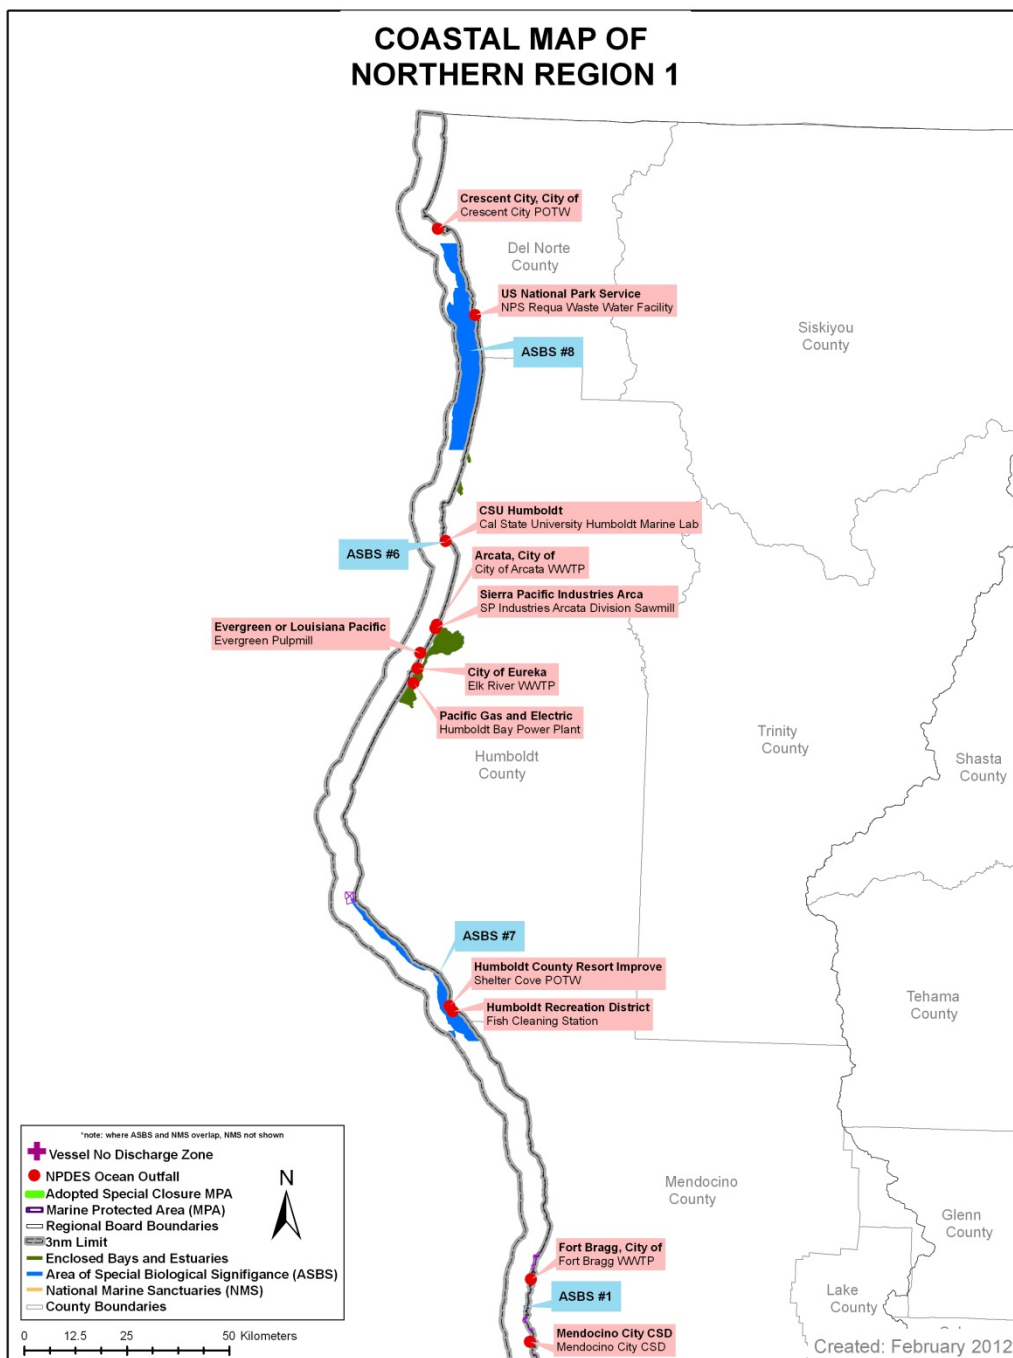 COASTAL MAP OF
NORTHERN REGION 1
Crescent City, City of
Crescent City POTW
Del Norte
County
US National Park Service
NPS Requa Waste Water Facility
Siskiyou
County
ASBS #8
CSU Humboldt
Cal State University Humboldt Marine Lab
ASBS #6
Arcata, City of
City of Arcata WWTP
Sierra Pacific Industries Arca
SP Industries Arcata Division Sawmill
Evergreen or Louisiana Pacific
Evergreen Pulpmill
City of Eureka
Elk River WWTP
Pacific Gas and Electric
Humboldt Bay Power Plant
Trinity
County
Humboldt
County
Shasta
County
ASBS #7
Humboldt County Resort Improve
Shelter Cove POTW
Humboldt Recreation District
Fish Cleaning Station
Tehama
County
*note: where ASBS and NMS overlap, NMS not shown
Vessel No Discharge Zone
NPDES Ocean Outfall
Adopted Special Closure MPA
Marine Protected Area (MPA)
Regional Board Boundaries
3nm Limit
Enclosed Bays and Estuaries
Area of Special Biological Signifigance (ASBS)
National Marine Sanctuaries (NMS)
County Boundaries
N
0 12.5 25 50 Kilometers
Mendocino
County
Glenn
County
Fort Bragg, City of
Fort Bragg WWTP
ASBS #1
Lake
County
Mendocino City CSD
Mendocino City CSD
Created: February 2012